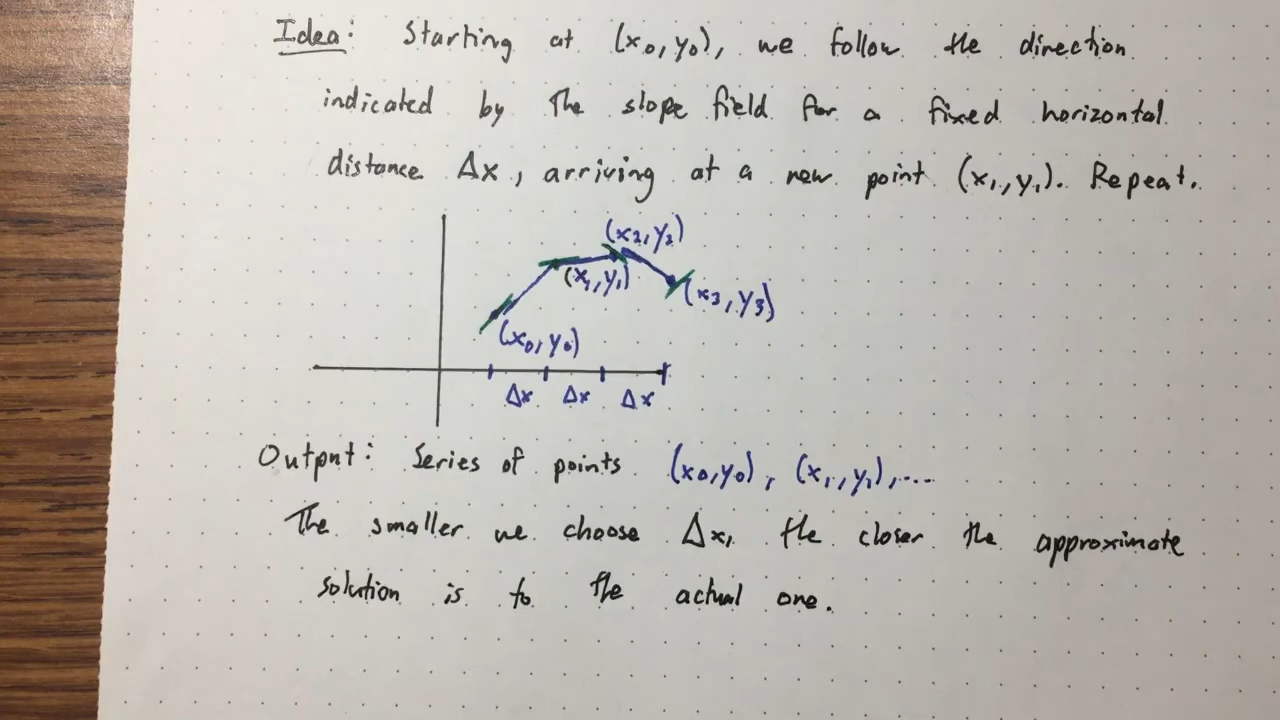 Idea: Starting at (x₀, y₀), we follow the direction
indicated by the slope field for a fixed horizontal
distance Δx, arriving at a new point (x₁, y₁). Repeat.
(x₂, y₂)
(x₁, y₁)
(x₃, y₃)
(x₀, y₀)
Δx Δx Δx
Output: Series of points (x₀, y₀), (x₁, y₁), ...
The smaller we choose Δx, the closer the approximate
solution is to the actual one.